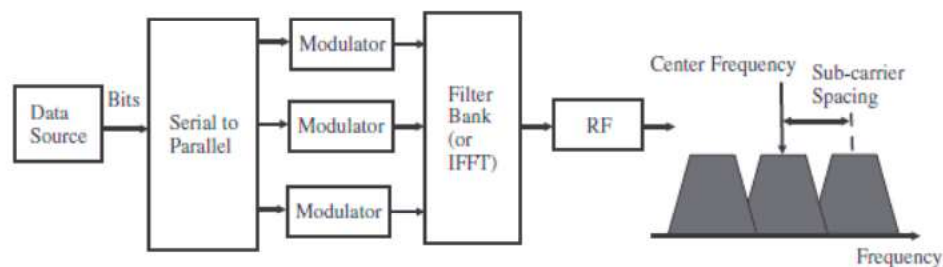 Data
Source
Bits
Serial to
Parallel
Modulator
Modulator
Modulator
Filter
Bank
(or
IFFT)
RF
Center Frequency
Sub-carrier
Spacing
Frequency